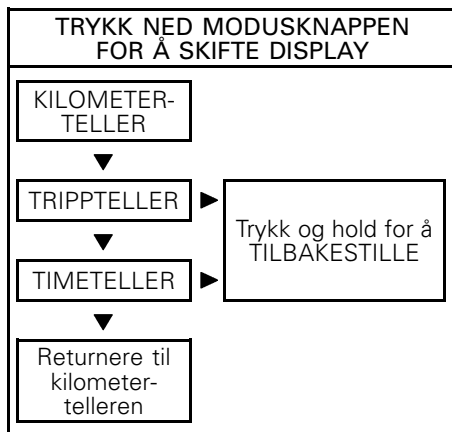 TRYKK NED MODUSKNAPPEN
FOR Å SKIFTE DISPLAY
KILOMETER-
TELLER
TRIPPTELLER
Trykk og hold for å
TILBAKESTILLE
TIMETELLER
Returnere til
kilometer-
telleren